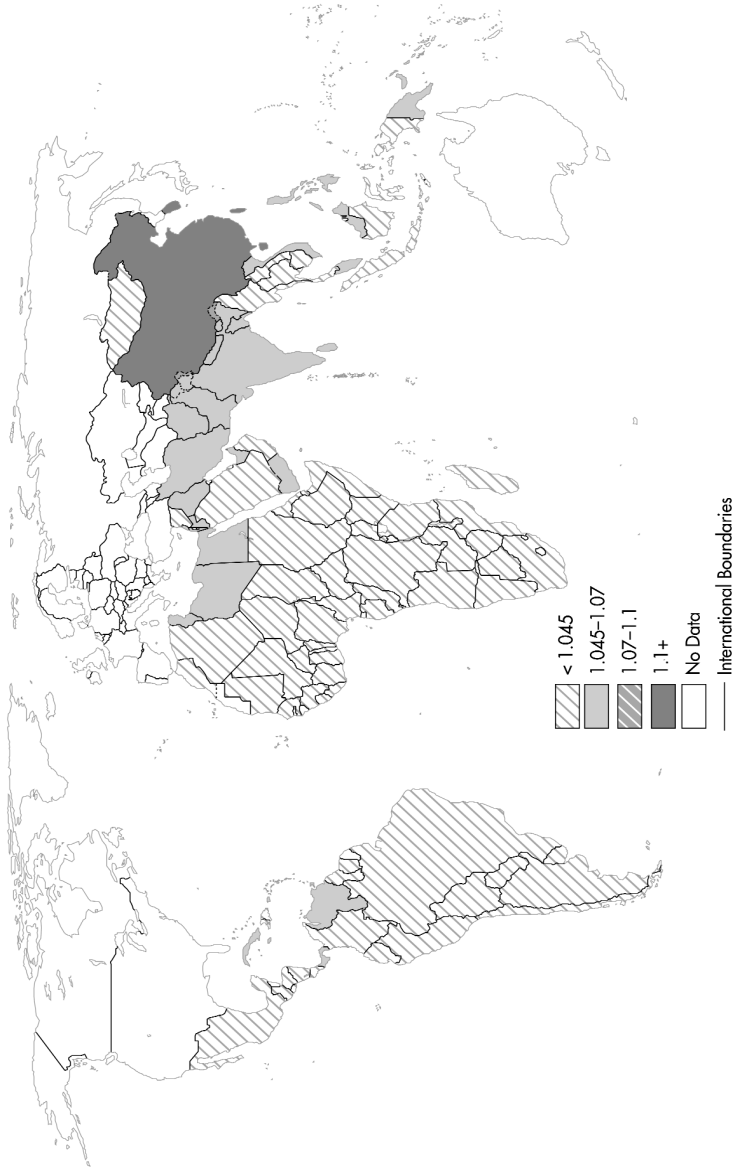 < 1.045
1.045–1.07
1.07–1.1
1.1+
No Data
International Boundaries